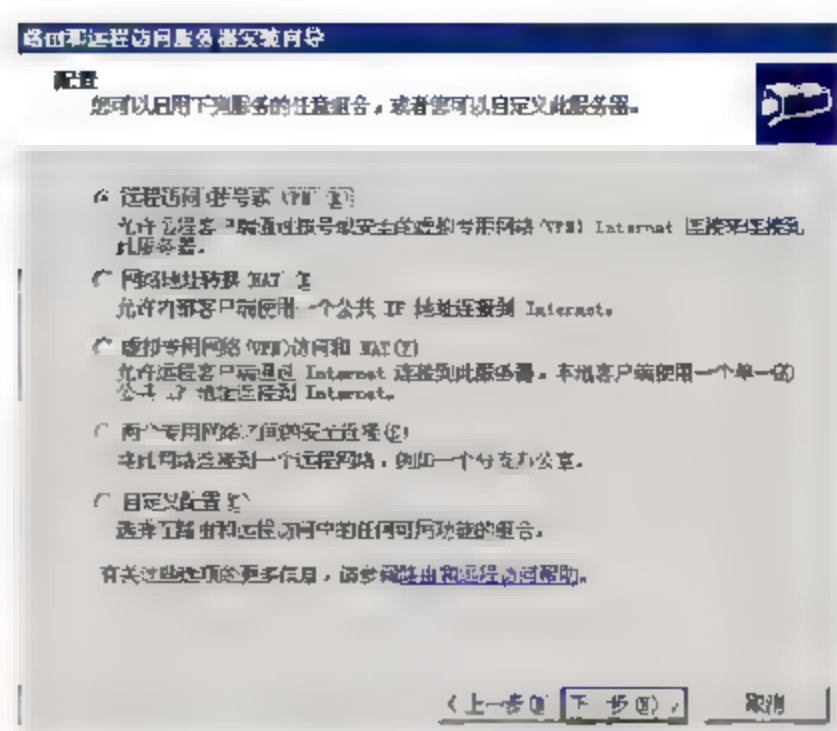 路由和远程访问服务器安装向导
配置
您可以启用下列服务的任意组合，或者您可以自定义此服务器。
远程访问(拨号或 VPN)(R)
允许远程客户端通过拨号或安全的虚拟专用网络(VPN) Internet 连接来连接到
此服务器。
网络地址转换(NAT)(E)
允许内部客户端使用一个公共 IP 地址连接到 Internet。
虚拟专用网络(VPN)访问和 NAT(V)
允许远程客户端通过 Internet 连接到此服务器，本地客户端使用一个单一的
公共 IP 地址连接到 Internet。
两个专用网络之间的安全连接(S)
将此网络连接到一个远程网络，例如一个分支办公室。
自定义配置(C)
选择在路由和远程访问中的任何可用功能的组合。
有关这些选项的更多信息，请参阅路由和远程访问帮助。
<上一步(B) 下一步(N)> 取消